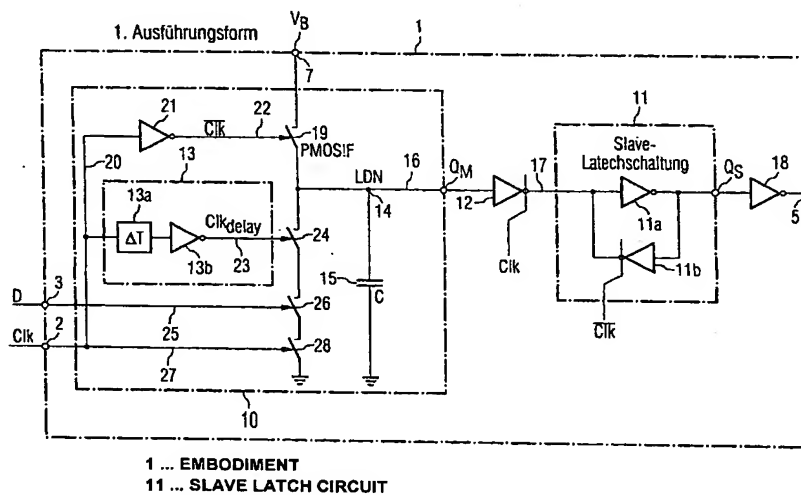 1. Ausführungsform
V_B
1
7
21
Clk
22
19
PMOS!F
11
20
13
LDN
16
Q_M
Slave-
Latechschaltung
13a
ΔT
Clk_delay
13b
23
24
14
12
17
11a
Q_S
18
5
15
C
Clk
11b
D
3
26
25
Clk
Clk
2
27
28
10
1 ... EMBODIMENT
11 ... SLAVE LATCH CIRCUIT